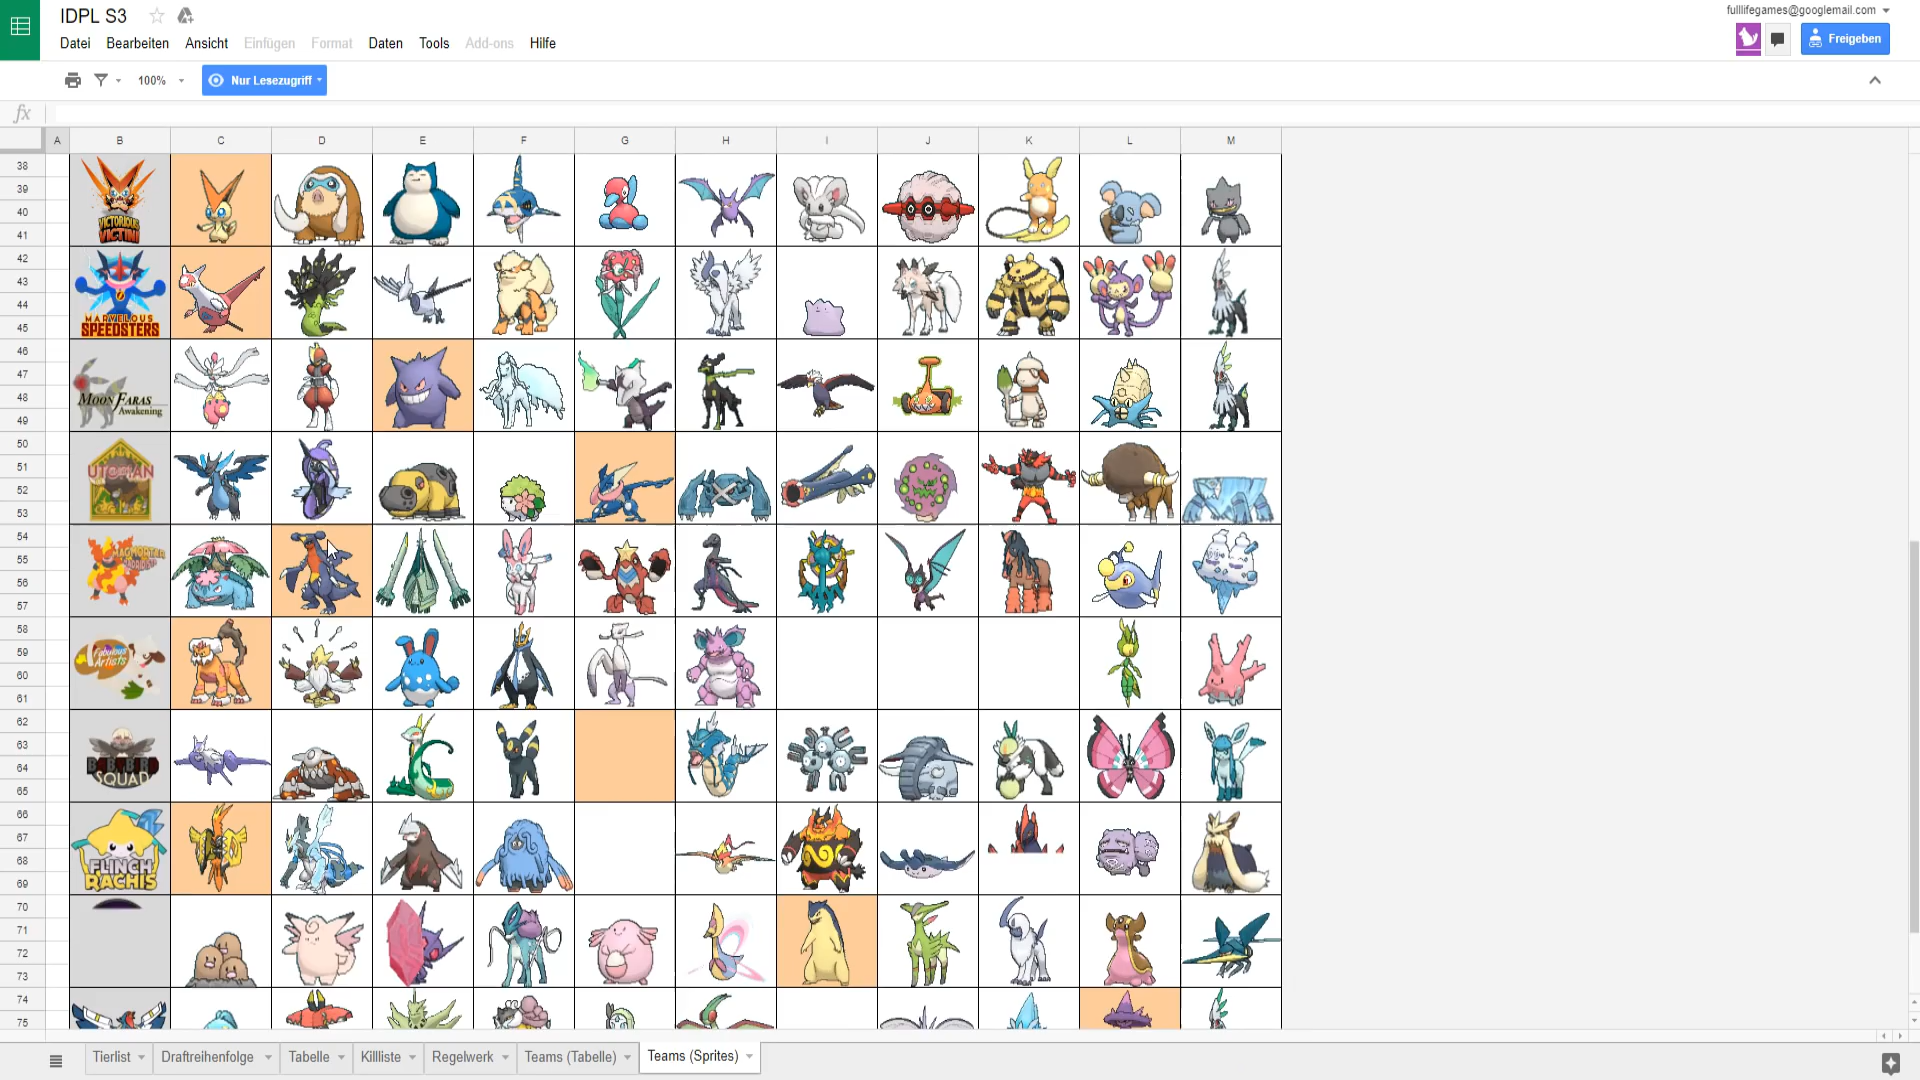 IDPL S3
fulllifegames@googlemail.com
Datei Bearbeiten Ansicht Einfügen Format Daten Tools Add-ons Hilfe
Freigeben
100% Nur Lesezugriff
fx
A B C D E F G H I J K L M
38
39
40
41
VICTORIOUS
VICTINI
42
43
44
45
MARVELOUS
SPEEDSTERS
46
47
48
49
MOON FARAS
Awakening
50
51
52
53
UTOPIAN
54
55
56
57
MAGMORTAR
58
59
60
61
Fabulous
Artists
62
63
64
65
SQUAD
66
67
68
69
FLINCH
RACHIS
70
71
72
73
74
75
Tierlist Draftreihenfolge Tabelle Killliste Regelwerk Teams (Tabelle) Teams (Sprites)